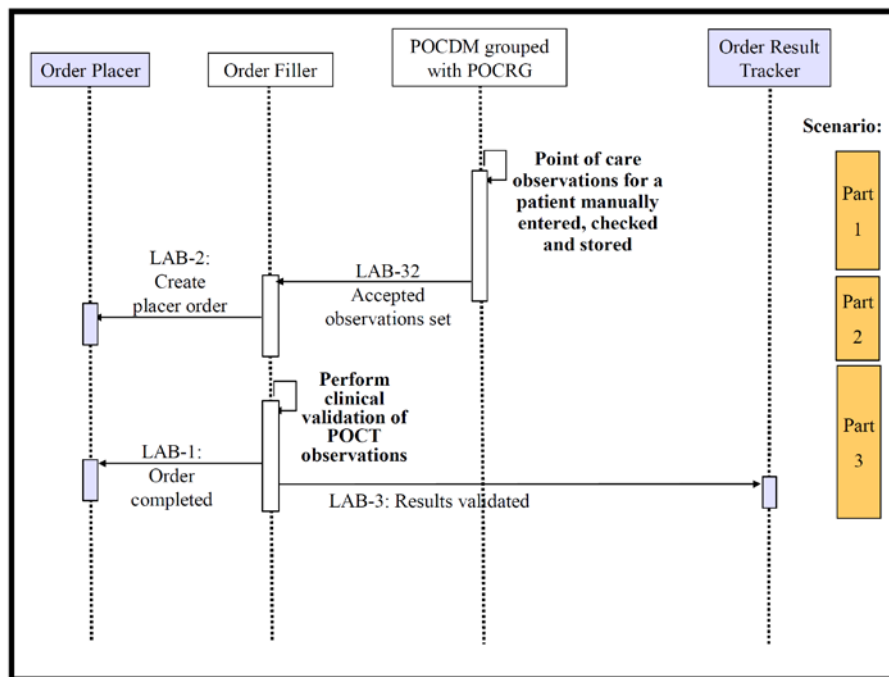 Order Placer
Order Filler
POCDM grouped
with POCRG
Order Result
Tracker
Scenario:
Point of care
observations for a
patient manually
entered, checked
and stored
Part
1
LAB-2:
Create
placer order
LAB-32
Accepted
observations set
Part
2
Perform
clinical
validation of
POCT
observations
LAB-1:
Order
completed
LAB-3: Results validated
Part
3